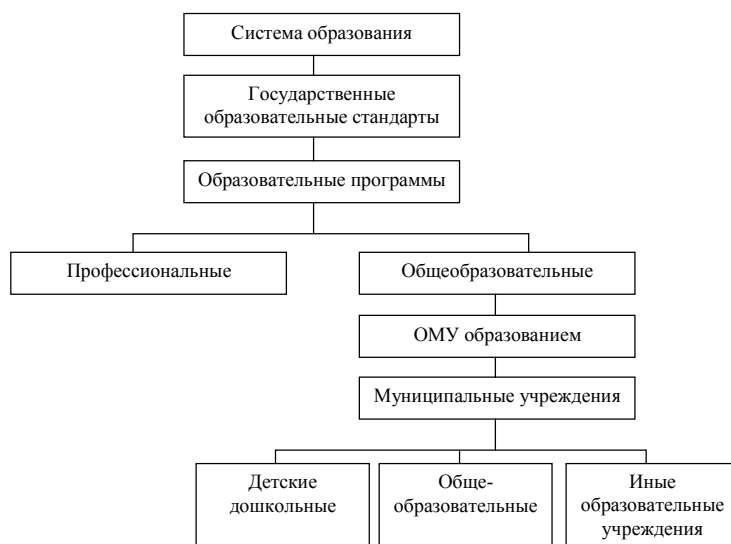 Система образования
Государственные
образовательные стандарты
Образовательные программы
Профессиональные
Общеобразовательные
ОМУ образованием
Муниципальные учреждения
Детские
дошкольные
Обще-
образовательные
Иные
образовательные
учреждения